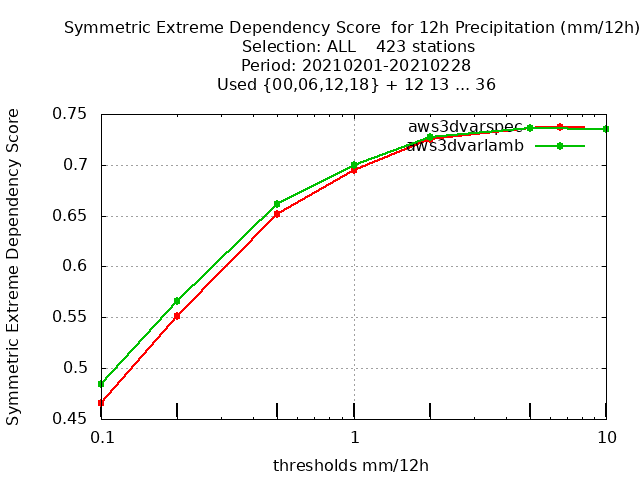 Symmetric Extreme Dependency Score  for 12h Precipitation (mm/12h)
Selection: ALL    423 stations
Period: 20210201-20210228
Used {00,06,12,18} + 12 13 ... 36
Symmetric Extreme Dependency Score
0.75
0.7
0.65
0.6
0.55
0.5
0.45
aws3dvarspec
aws3dvarlamb
0.1
1
10
thresholds mm/12h